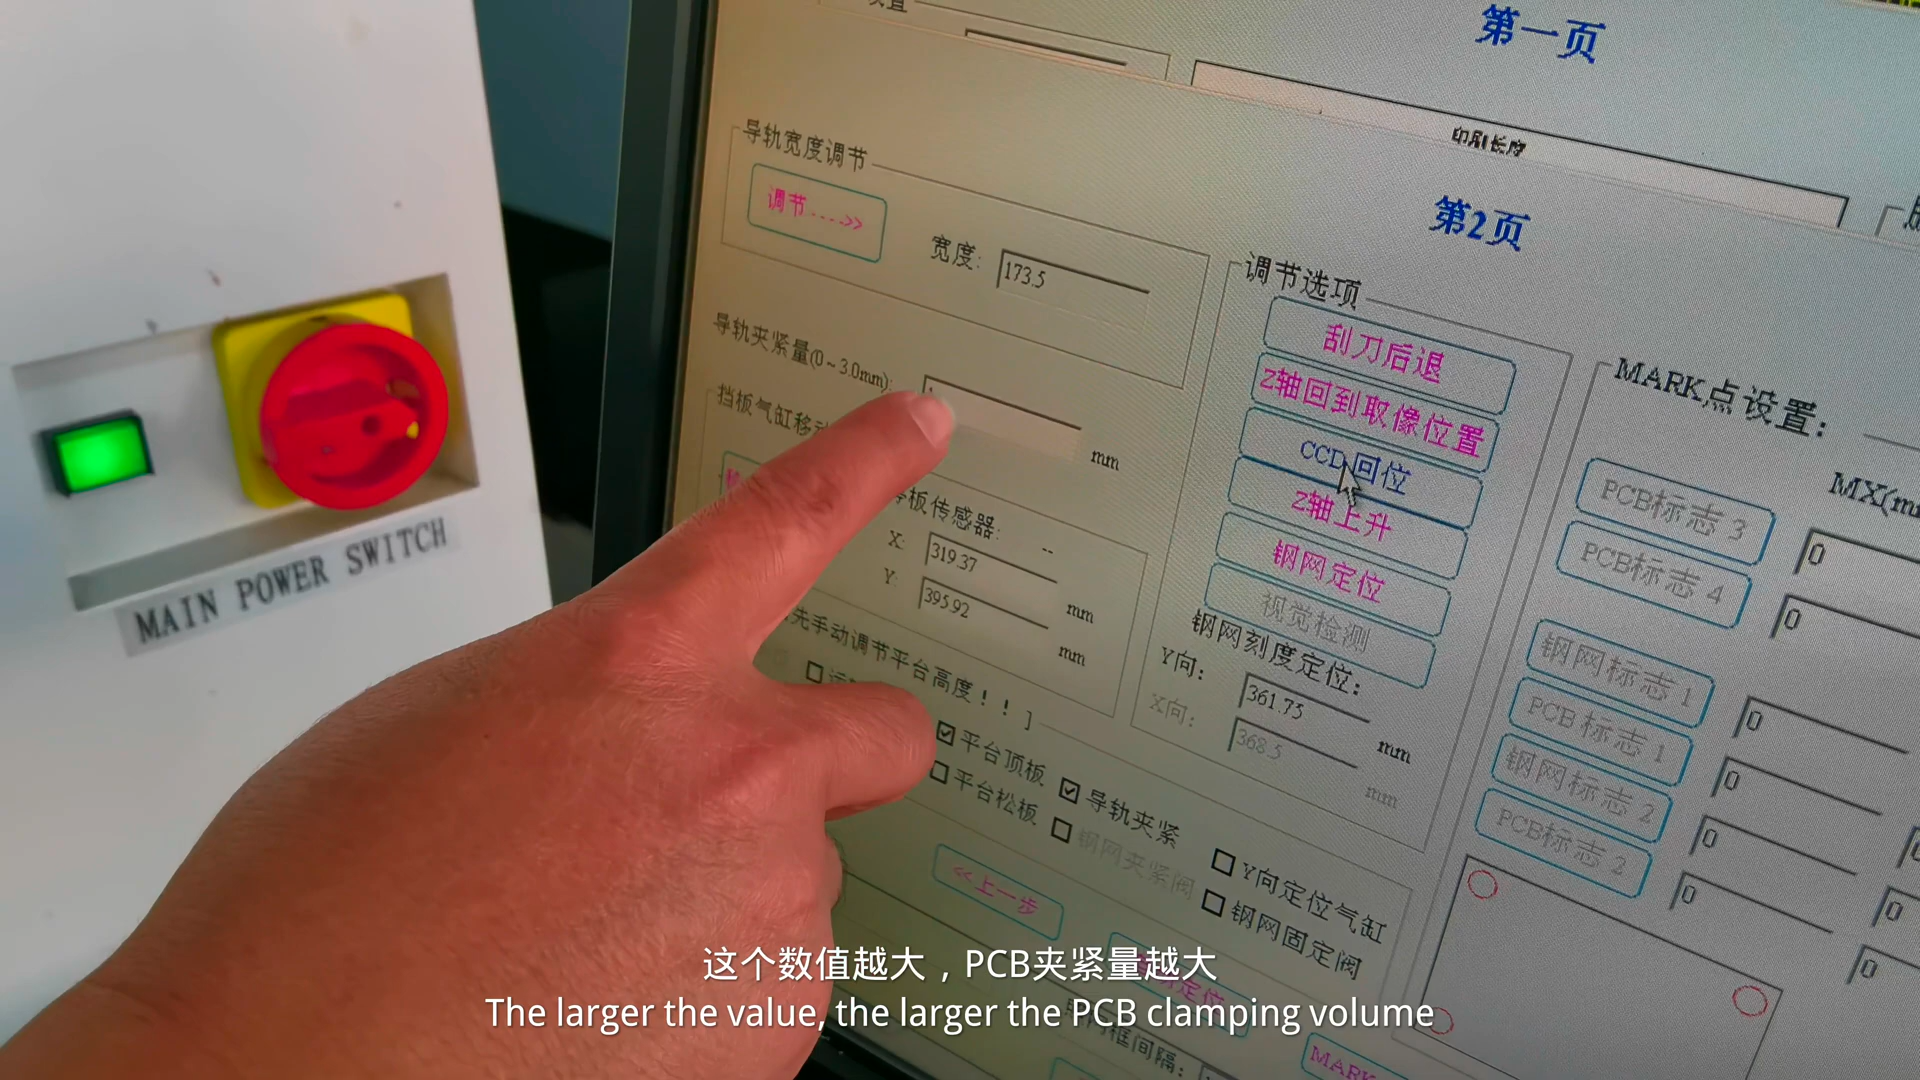 第一页
印刷长度
第2页
导轨宽度调节
调节....>>
宽度:
173.5
导轨夹紧量(0~3.0mm):
mm
挡板气缸移动
板传感器:
--
X:
319.37
mm
Y:
395.92
mm
先手动调节平台高度！！]
平台顶板
导轨夹紧
平台松板
钢网夹紧阀
Y向定位气缸
钢网固定阀
<<上一步
调节选项
刮刀后退
Z轴回到取像位置
CCD回位
Z轴上升
钢网定位
视觉检测
钢网刻度定位:
Y向:
361.75
mm
X向:
368.5
mm
MARK点设置:
MX(m
PCB标志 3
0
PCB标志 4
0
钢网标志 1
0
PCB标志 1
0
钢网标志 2
0
PCB标志 2
0
0
0
框间隔:
MARK
MAIN POWER SWITCH
这个数值越大，PCB夹紧量越大
The larger the value, the larger the PCB clamping volume